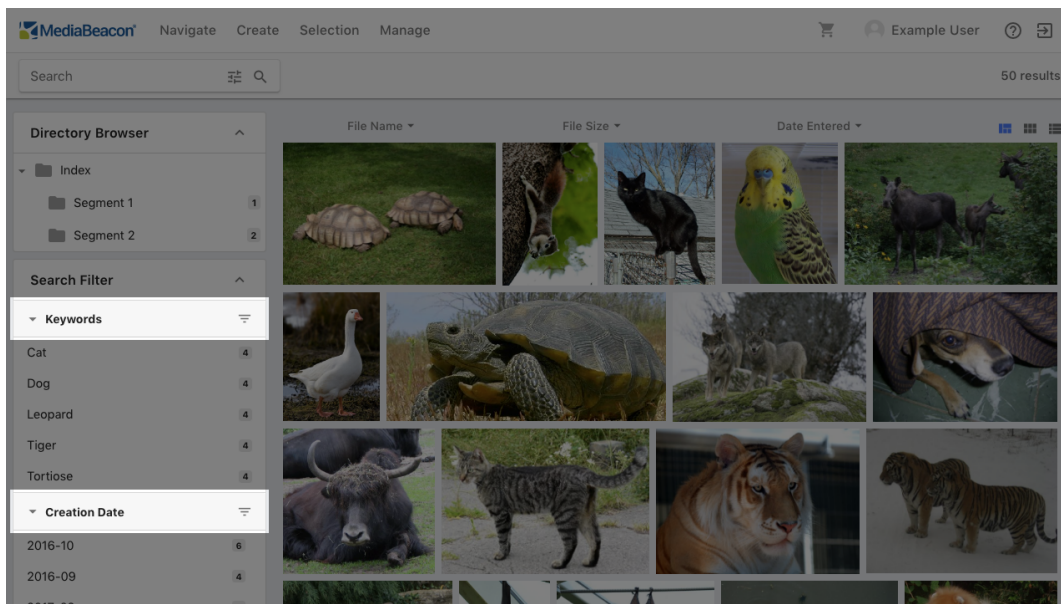 MediaBeacon Navigate Create Selection Manage Example User
Search 50 results
Directory Browser
Index
Segment 1 1
Segment 2 2
Search Filter
Keywords
Cat 4
Dog 4
Leopard 4
Tiger 4
Tortiose 4
Creation Date
2016-10 6
2016-09 4
File Name File Size Date Entered